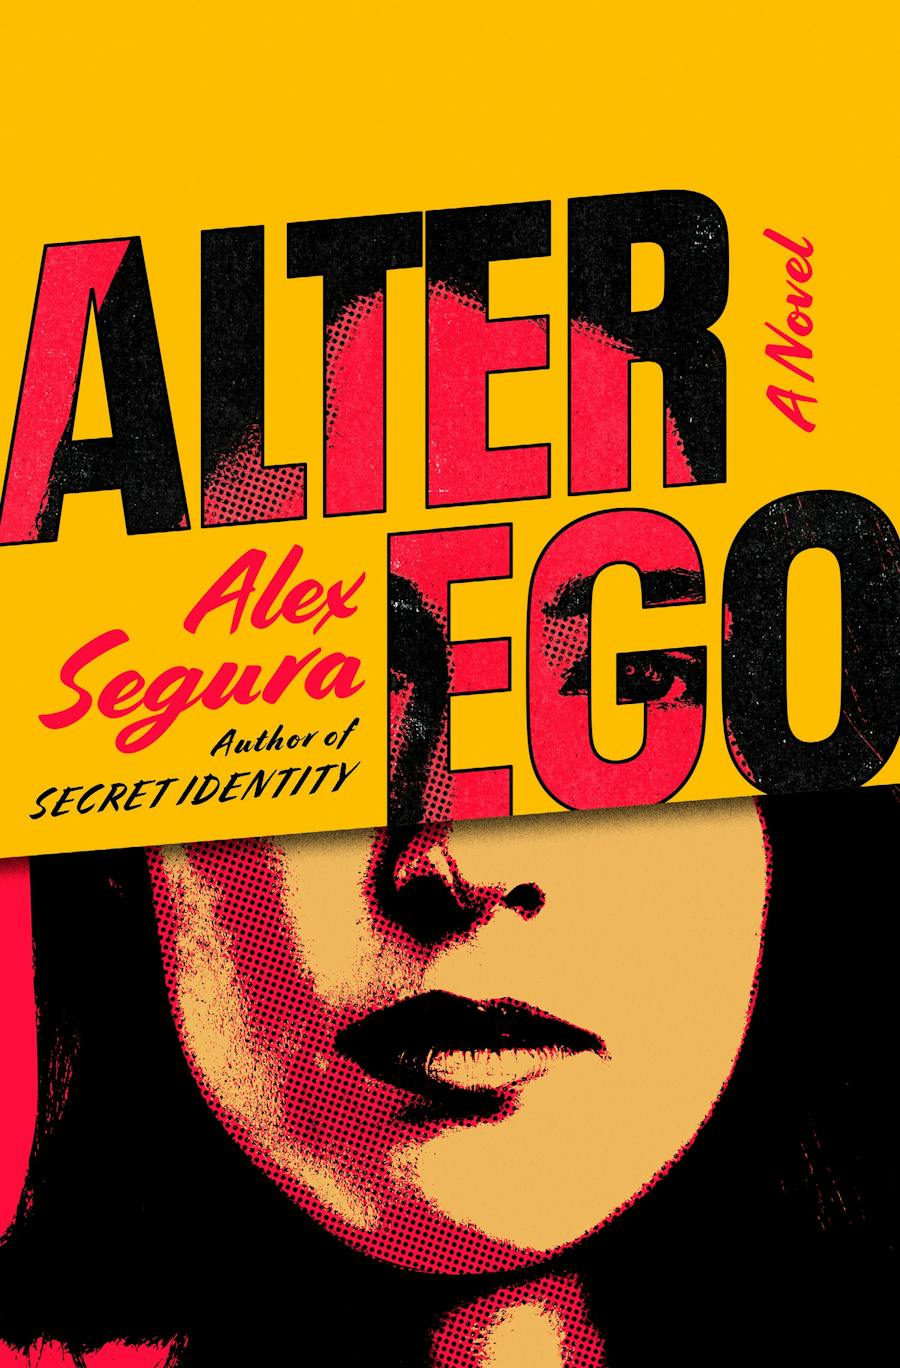 ALTER
A Novel
EGO
Alex
Segura
Author of
SECRET IDENTITY